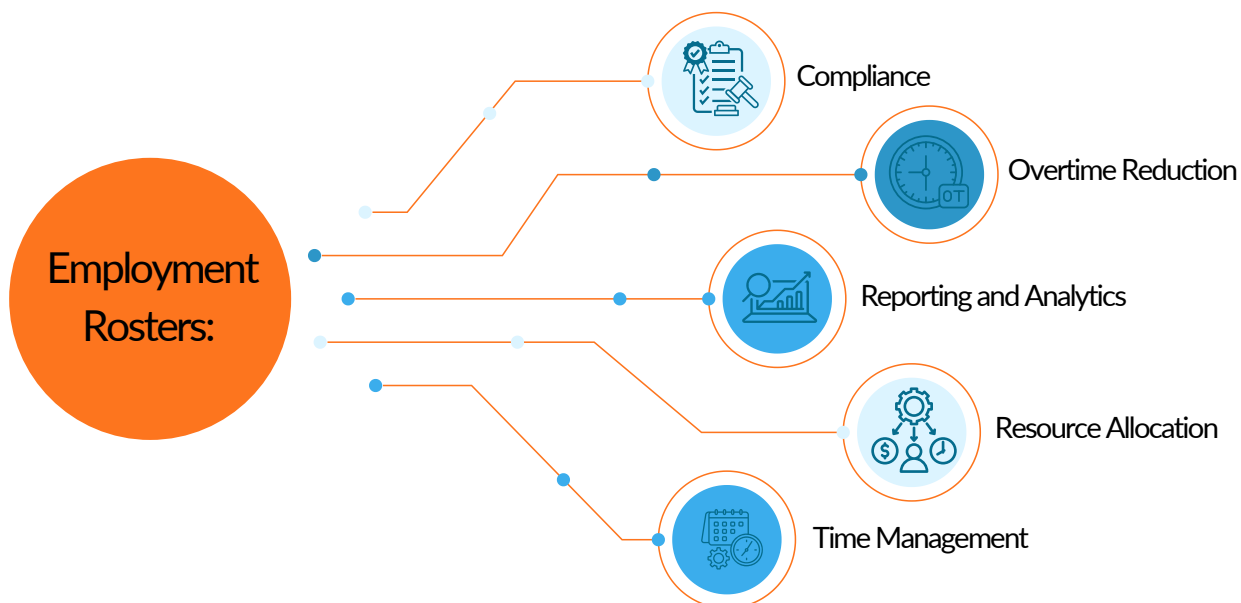 Employment
Rosters:
Compliance
Overtime Reduction
OT
Reporting and Analytics
Resource Allocation
$
Time Management